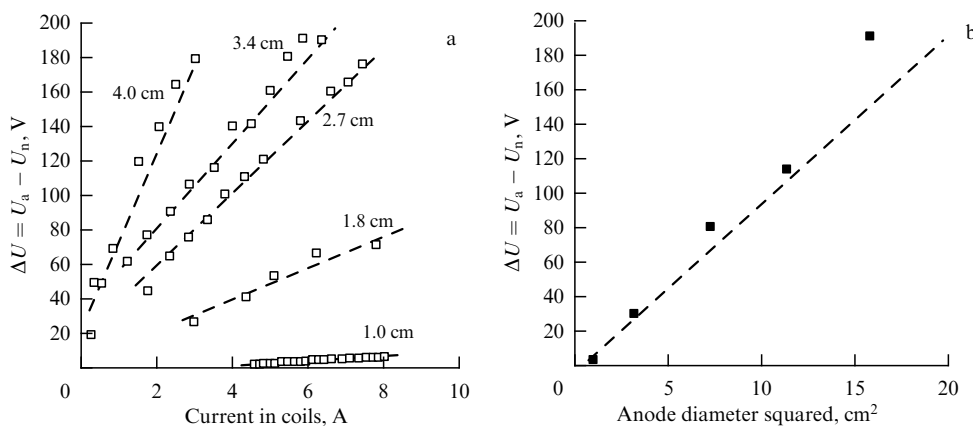 200
180
160
140
120
100
80
60
40
20
0
2
4
6
8
10
ΔU = Uₐ − Uₙ, V
Current in coils, A
a
4.0 cm
3.4 cm
2.7 cm
1.8 cm
1.0 cm
200
180
160
140
120
100
80
60
40
20
0
5
10
15
20
ΔU = Uₐ − Uₙ, V
Anode diameter squared, cm²
b